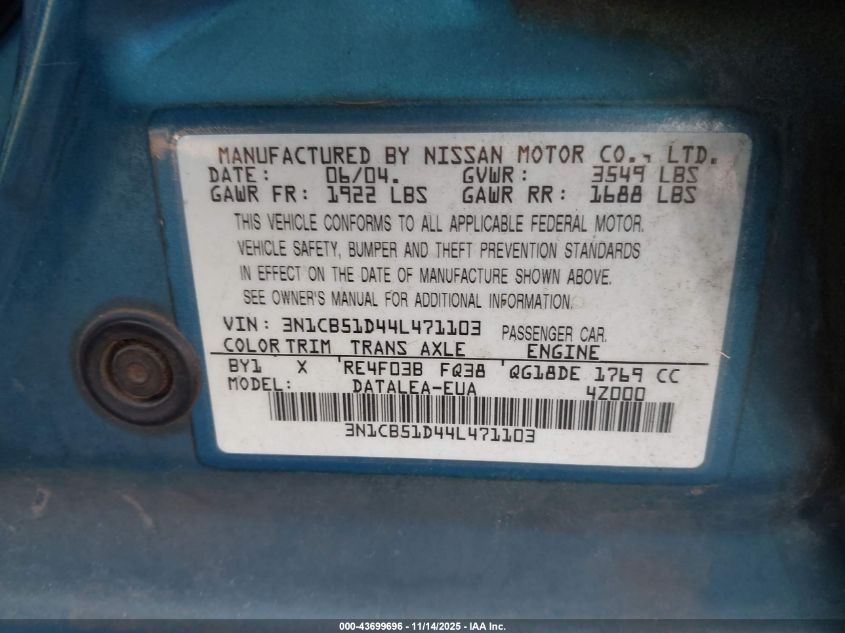 MANUFACTURED BY NISSAN MOTOR CO., LTD.
DATE: 06/04. GVWR: 3549 LBS
GAWR FR: 1922 LBS GAWR RR: 1688 LBS
THIS VEHICLE CONFORMS TO ALL APPLICABLE FEDERAL MOTOR.
VEHICLE SAFETY, BUMPER AND THEFT PREVENTION STANDARDS
IN EFFECT ON THE DATE OF MANUFACTURE SHOWN ABOVE.
SEE OWNER'S MANUAL FOR ADDITIONAL INFORMATION.
VIN: 3N1CB51D44L471103 PASSENGER CAR.
COLOR TRIM TRANS AXLE ENGINE
BY1 X RE4F03B FQ38 QG18DE 1769 CC
MODEL: DATALEA-EUA 4Z000
3N1CB51D44L471103
000-43699696 - 11/14/2025 - IAA Inc.